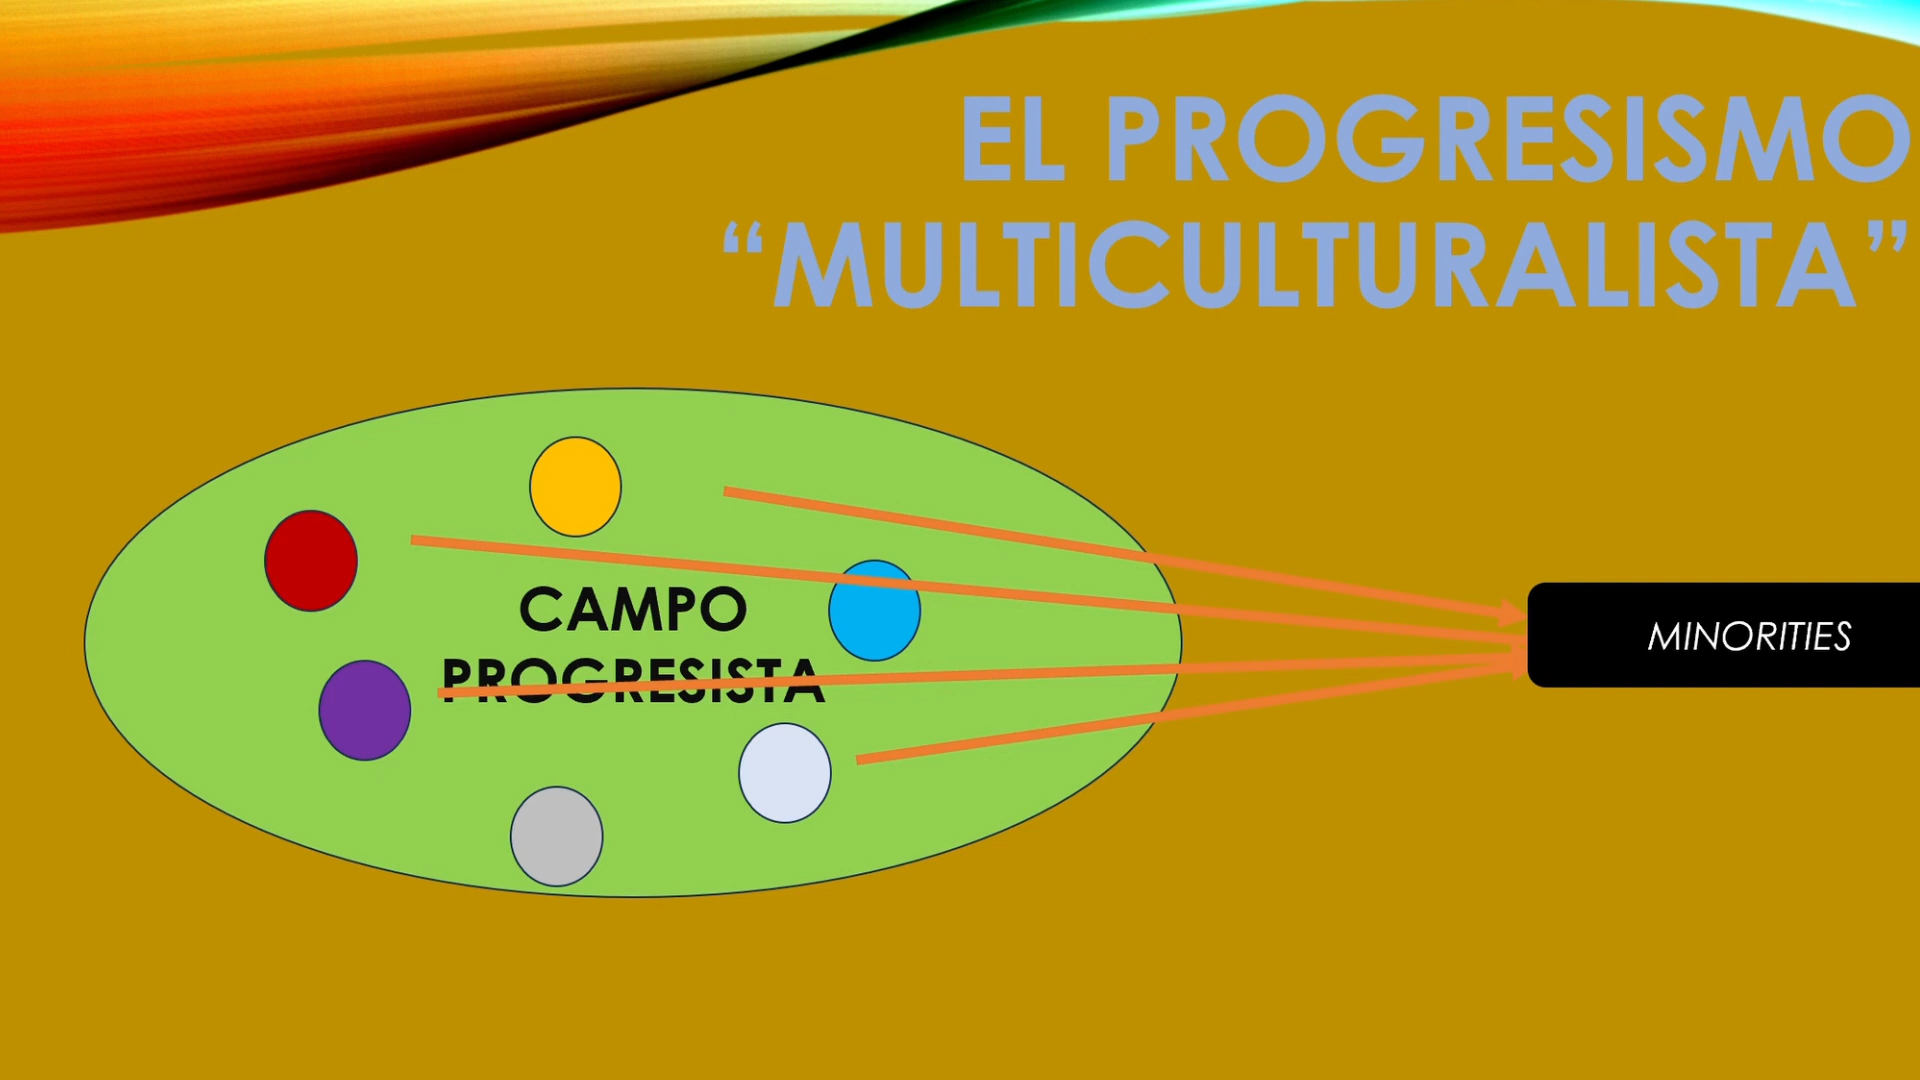 EL PROGRESISMO
“MULTICULTURALISTA”
CAMPO
PROGRESISTA
MINORITIES